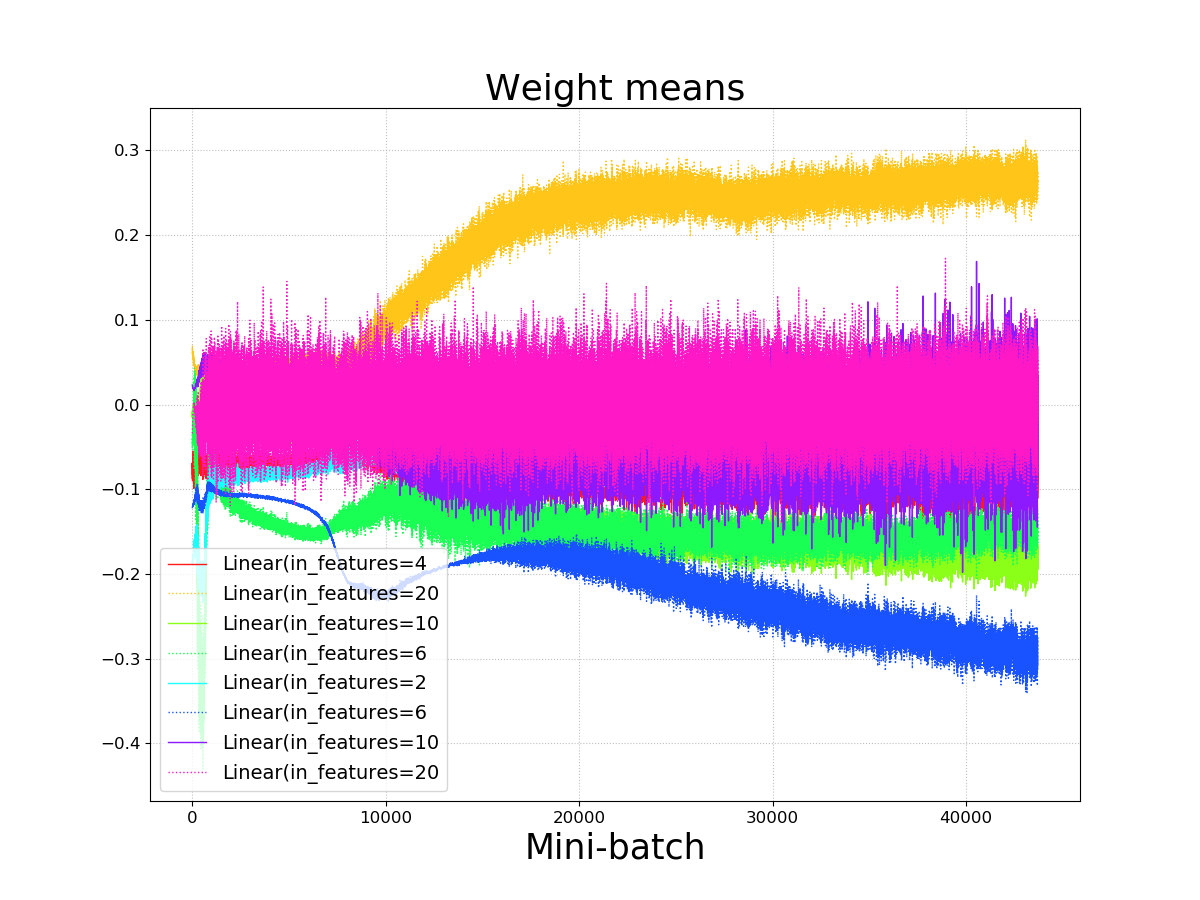 Weight means
0.3
0.2
0.1
0.0
−0.1
−0.2
−0.3
−0.4
Linear(in_features=4
Linear(in_features=20
Linear(in_features=10
Linear(in_features=6
Linear(in_features=2
Linear(in_features=6
Linear(in_features=10
Linear(in_features=20
0 10000 20000 30000 40000
Mini-batch